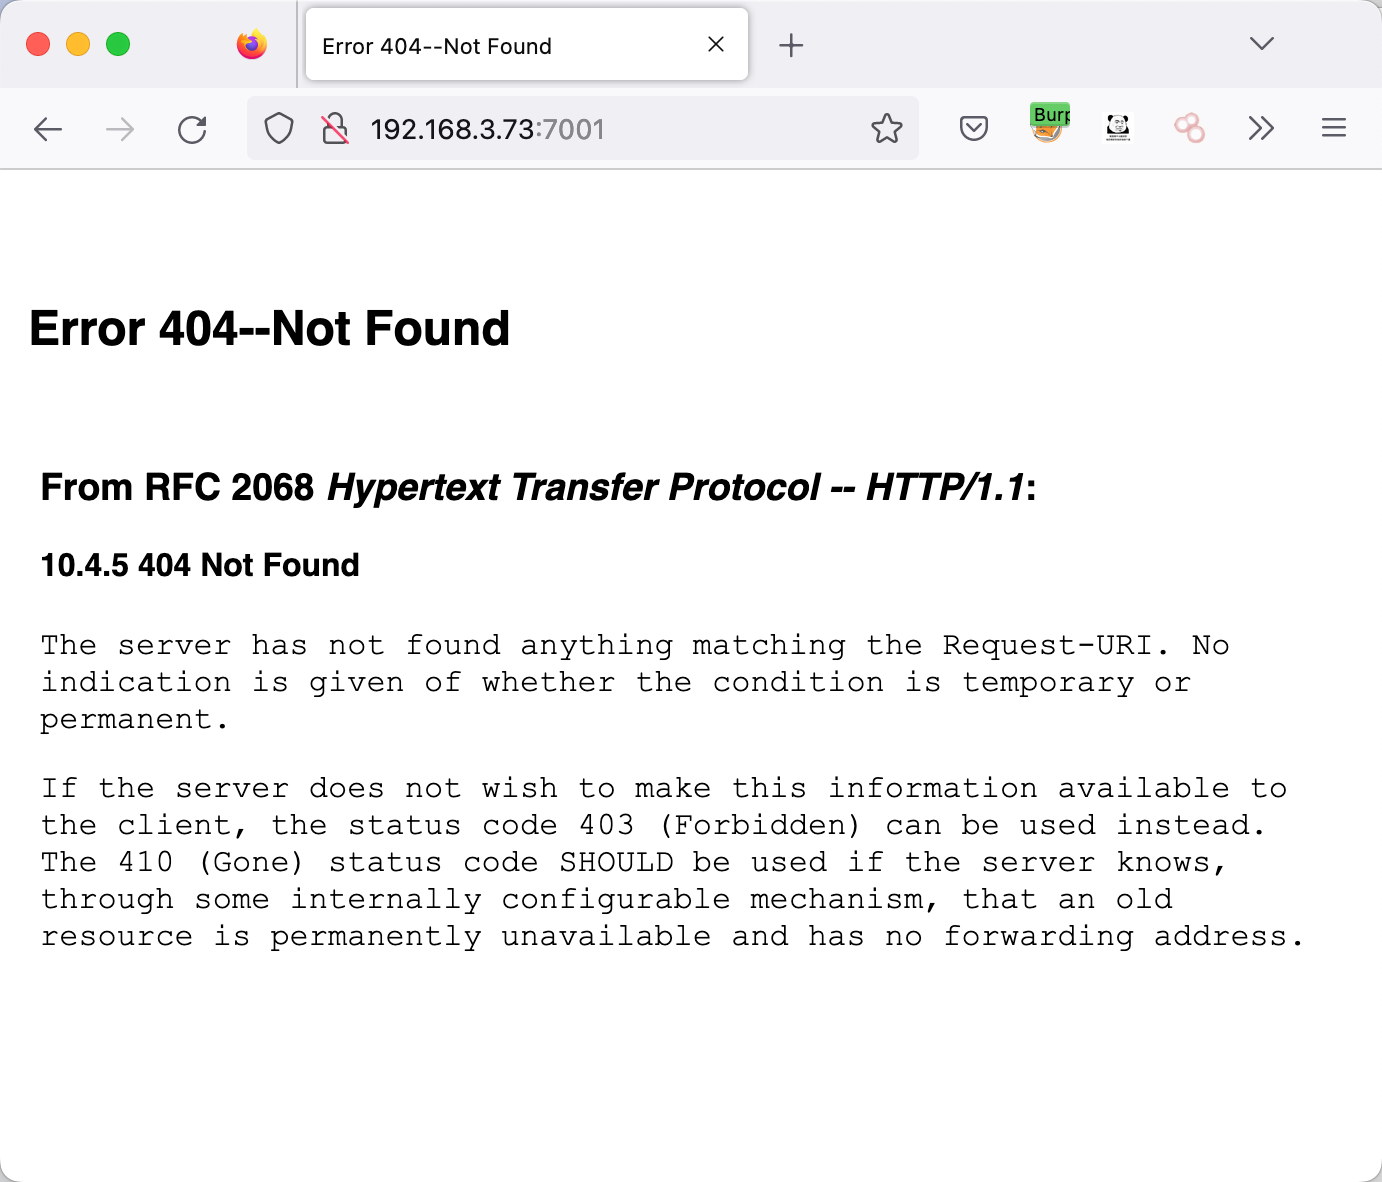 Error 404--Not Found
192.168.3.73:7001
Burp
Error 404--Not Found
From RFC 2068 Hypertext Transfer Protocol -- HTTP/1.1:
10.4.5 404 Not Found
The server has not found anything matching the Request-URI. No
indication is given of whether the condition is temporary or
permanent.
If the server does not wish to make this information available to
the client, the status code 403 (Forbidden) can be used instead.
The 410 (Gone) status code SHOULD be used if the server knows,
through some internally configurable mechanism, that an old
resource is permanently unavailable and has no forwarding address.